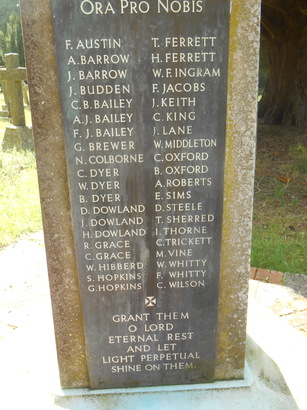 ORA PRO NOBIS
F. AUSTIN
A. BARROW
J. BARROW
J. BUDDEN
C. B. BAILEY
A. J. BAILEY
F. J. BAILEY
G. BREWER
N. COLBORNE
C. DYER
W. DYER
B. DYER
D. DOWLAND
J. DOWLAND
H. DOWLAND
R. GRACE
C. GRACE
W. HIBBERD
S. HOPKINS
G. HOPKINS
T. FERRETT
H. FERRETT
W. F. INGRAM
F. JACOBS
J. KEITH
C. KING
J. LANE
W. MIDDLETON
C. OXFORD
B. OXFORD
A. ROBERTS
E. SIMS
D. STEELE
T. SHERRED
I. THORNE
C. TRICKETT
M. VINE
W. WHITTY
F. WHITTY
C. WILSON
GRANT THEM
O LORD
ETERNAL REST
AND LET
LIGHT PERPETUAL
SHINE ON THEM.